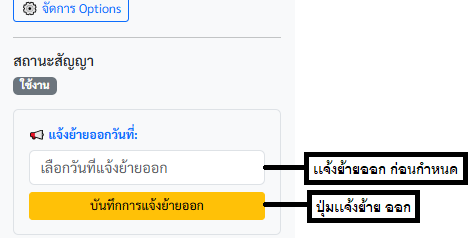 จัดการ Options
สถานะสัญญา
ใช้งาน
แจ้งย้ายออกวันที่:
เลือกวันที่แจ้งย้ายออก
แจ้งย้ายออก ก่อนกำหนด
บันทึกการแจ้งย้ายออก
ปุ่มแจ้งย้าย ออก